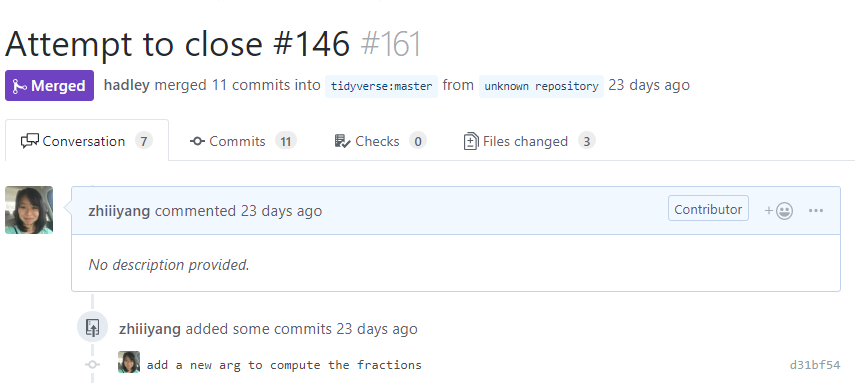 Attempt to close #146 #161
Merged hadley merged 11 commits into tidyverse:master from unknown repository 23 days ago
Conversation 7 Commits 11 Checks 0 Files changed 3
zhiiiyang commented 23 days ago Contributor
No description provided.
zhiiiyang added some commits 23 days ago
add a new arg to compute the fractions d31bf54